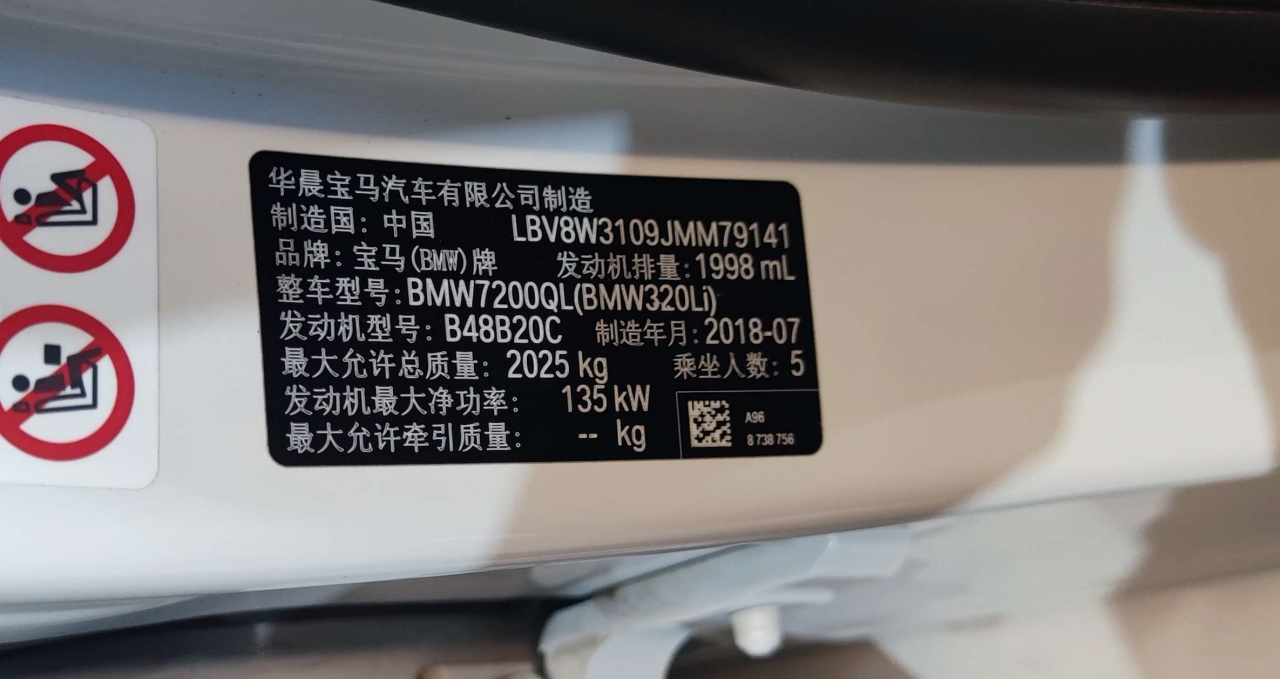 华晨宝马汽车有限公司制造
制造国: 中国 LBV8W3109JMM79141
品牌: 宝马(BMW)牌 发动机排量: 1998 mL
整车型号: BMW7200QL(BMW320Li)
发动机型号: B48B20C 制造年月: 2018-07
最大允许总质量: 2025 kg 乘坐人数: 5
发动机最大净功率: 135 kW
最大允许牵引质量: -- kg
A96
8 738 756